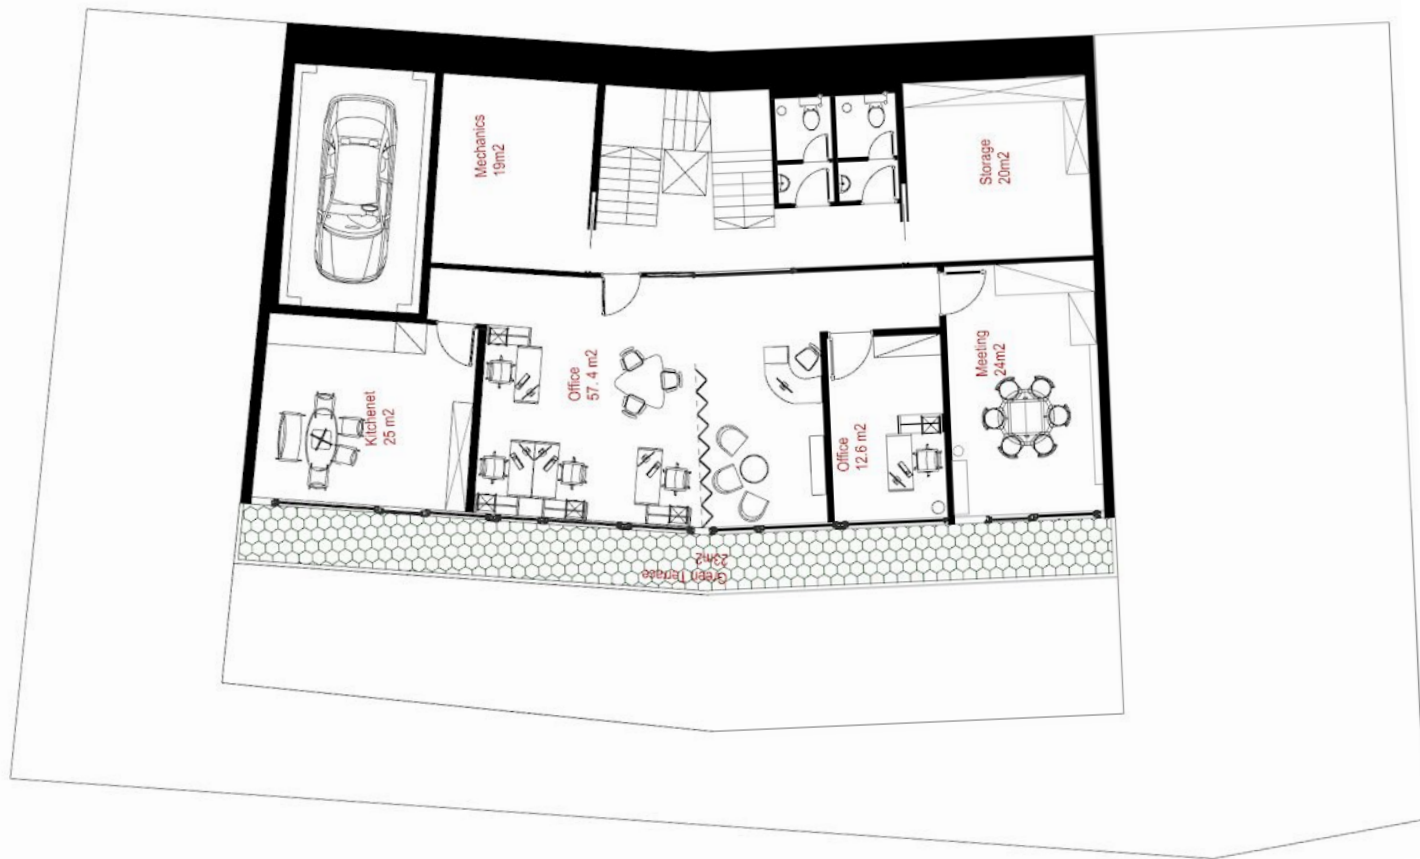 Mechanics
19m2
Storage
20m2
Kitchenet
25 m2
Office
57. 4 m2
Office
12.6 m2
Meeting
24m2
Green Terrace
23m2